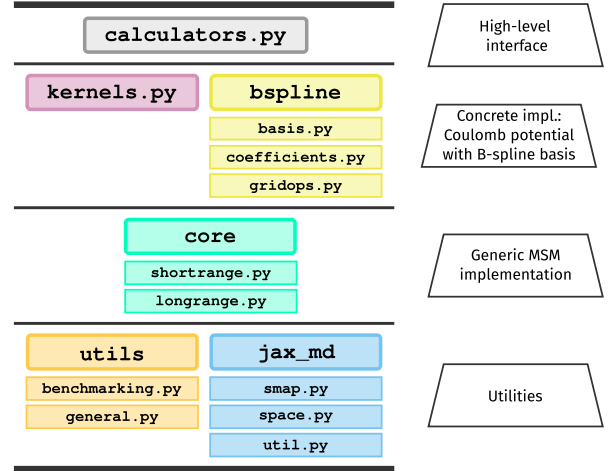 calculators.py
High-level
interface
kernels.py
bspline
basis.py
coefficients.py
gridops.py
Concrete impl.:
Coulomb potential
with B-spline basis
core
shortrange.py
longrange.py
Generic MSM
implementation
utils
benchmarking.py
general.py
jax_md
smap.py
space.py
util.py
Utilities